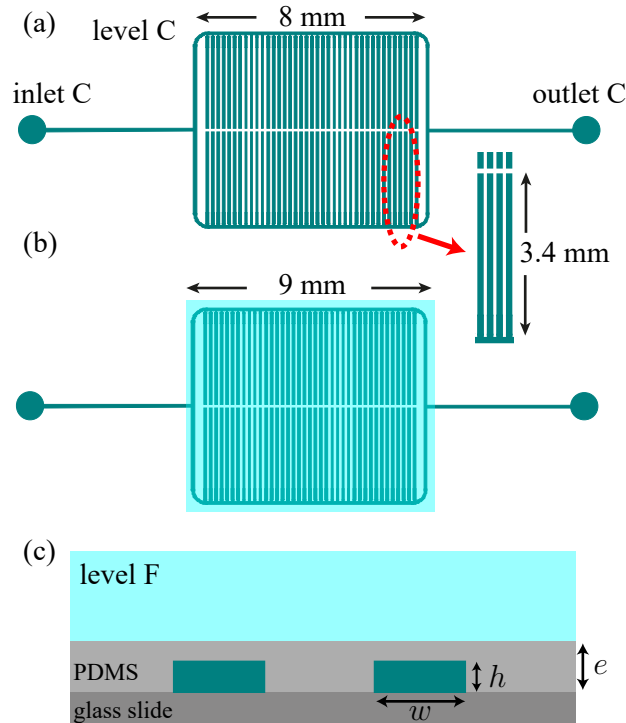 (a)
level C
8 mm
inlet C
outlet C
3.4 mm
(b)
9 mm
(c)
level F
PDMS
h
e
w
glass slide